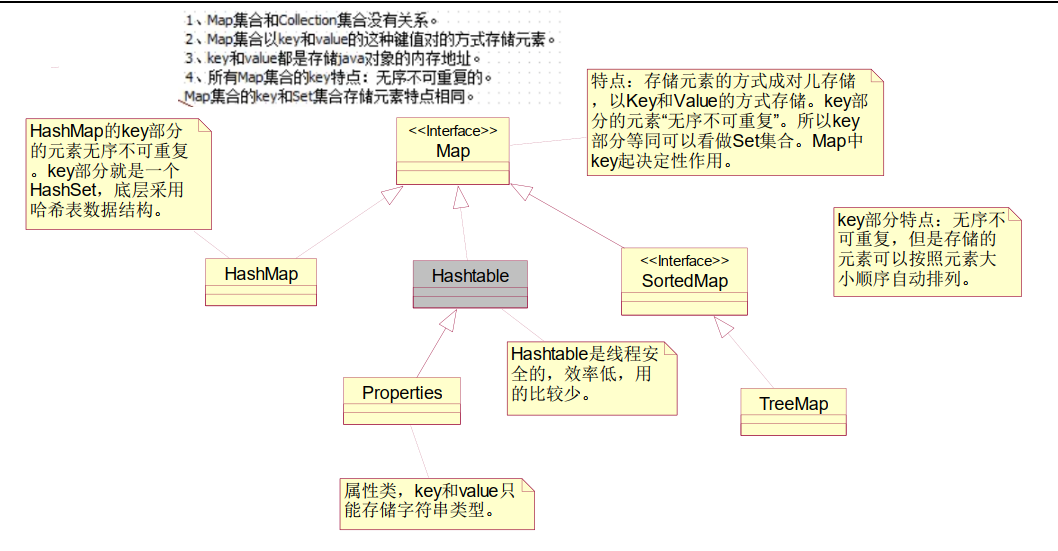 1、Map集合和Collection集合没有关系。
2、Map集合以key和value的这种键值对的方式存储元素。
3、key和value都是存储java对象的内存地址。
4、所有Map集合的key特点：无序不可重复的。
Map集合的key和Set集合存储元素特点相同。
特点：存储元素的方式成对儿存储
，以Key和Value的方式存储。key部
分的元素“无序不可重复”。所以key
部分等同可以看做Set集合。Map中
key起决定性作用。
HashMap的key部分
的元素无序不可重复
。key部分就是一个
HashSet，底层采用
哈希表数据结构。
<<Interface>>
Map
key部分特点：无序不
可重复，但是存储的
元素可以按照元素大
小顺序自动排列。
HashMap
Hashtable
<<Interface>>
SortedMap
Hashtable是线程安
全的，效率低，用
的比较少。
Properties
TreeMap
属性类，key和value只
能存储字符串类型。